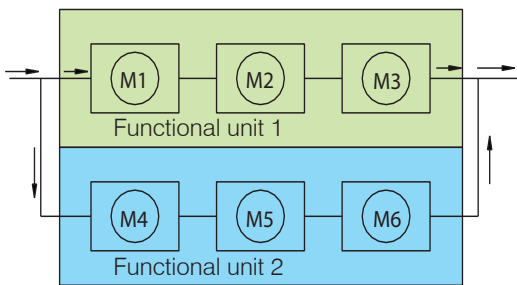 M1 M2 M3
Functional unit 1
M4 M5 M6
Functional unit 2